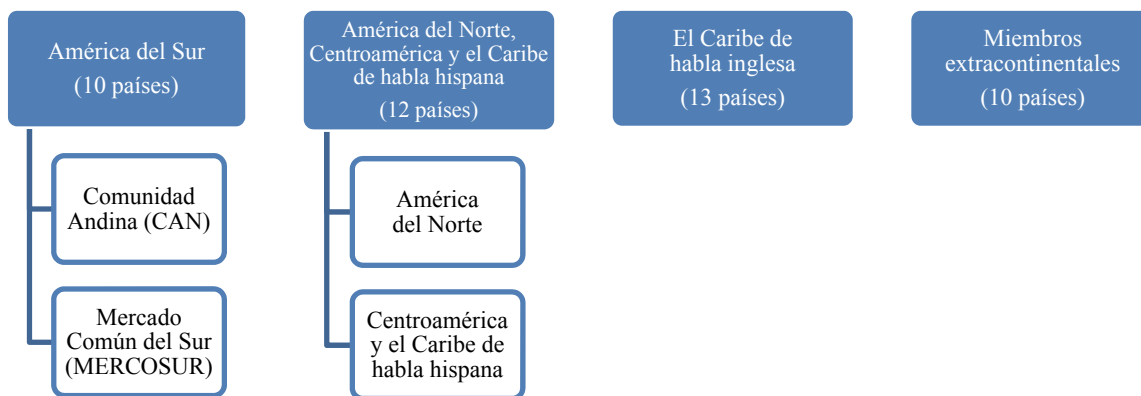 América del Sur
(10 países)
Comunidad
Andina (CAN)
Mercado
Común del Sur
(MERCOSUR)
América del Norte,
Centroamérica y el Caribe
de habla hispana
(12 países)
América
del Norte
Centroamérica
y el Caribe de
habla hispana
El Caribe de
habla inglesa
(13 países)
Miembros
extracontinentales
(10 países)